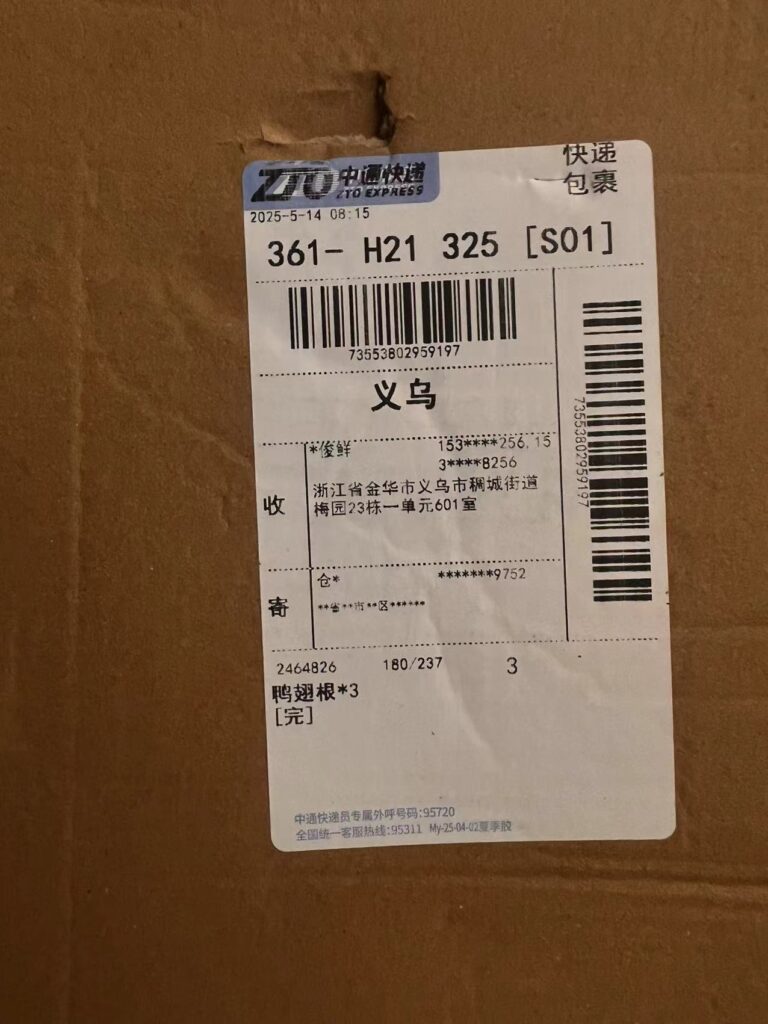 ZTO 中通快递
ZTO EXPRESS
快递
包裹
2025-5-14 08:15
361- H21 325 [S01]
73553802959197
73553802959197
义乌
收
*俊鲜 153****256,15
3****8256
浙江省金华市义乌市稠城街道
梅园23栋一单元601室
寄
仓* *******9752
**省**市**区******
2464826 180/237 3
鸭翅根*3
[完]
中通快递员专属外呼号码:95720
全国统一客服热线:95311 My-25-04-02夏季胶